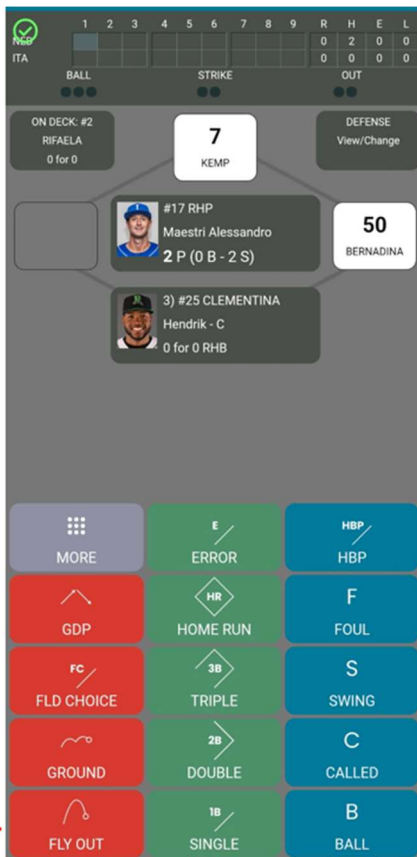 1 2 3 4 5 6 7 8 9 R H E L
NED 0 2 0 0
ITA 0 0 0 0
BALL STRIKE OUT
ON DECK: #2
RIFAELA
0 for 0
7
KEMP
DEFENSE
View/Change
#17 RHP
Maestri Alessandro
2 P (0 B - 2 S)
50
BERNADINA
3) #25 CLEMENTINA
Hendrik - C
0 for 0 RHB
MORE
E
ERROR
HBP
HBP
GDP
HR
HOME RUN
F
FOUL
FC
FLD CHOICE
3B
TRIPLE
S
SWING
GROUND
2B
DOUBLE
C
CALLED
FLY OUT
1B
SINGLE
B
BALL